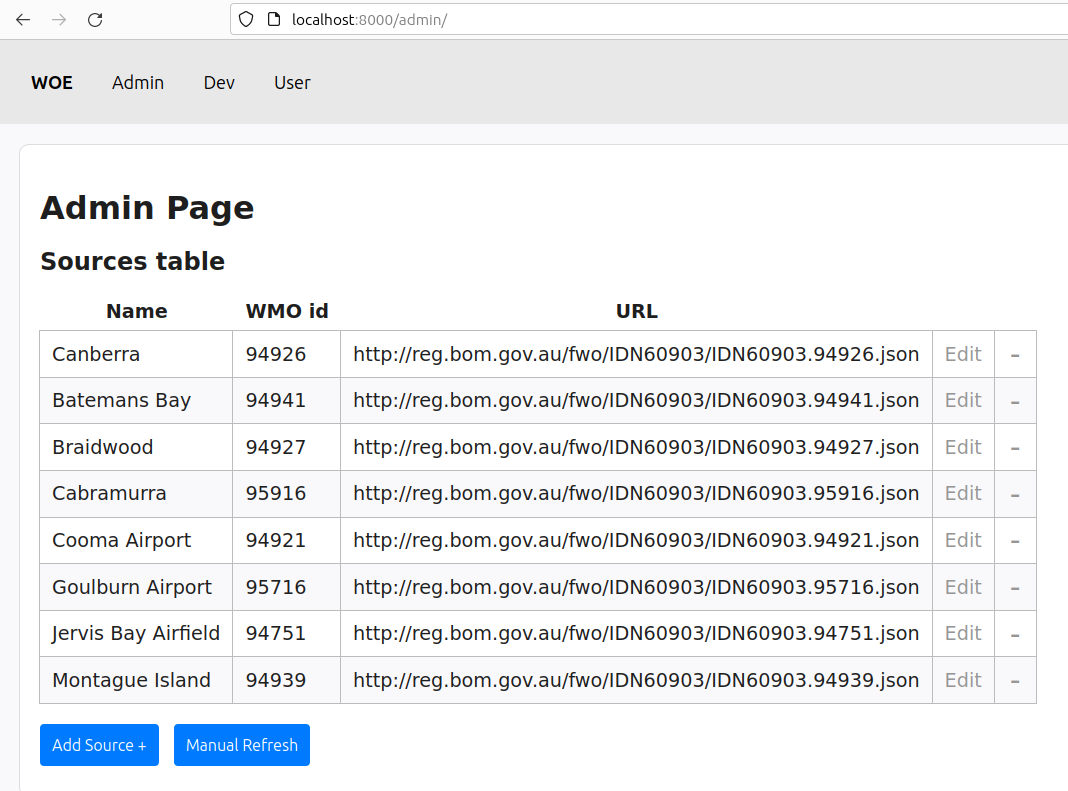 localhost:8000/admin/
WOE Admin Dev User
Admin Page
Sources table
Name WMO id URL
Canberra 94926 http://reg.bom.gov.au/fwo/IDN60903/IDN60903.94926.json Edit –
Batemans Bay 94941 http://reg.bom.gov.au/fwo/IDN60903/IDN60903.94941.json Edit –
Braidwood 94927 http://reg.bom.gov.au/fwo/IDN60903/IDN60903.94927.json Edit –
Cabramurra 95916 http://reg.bom.gov.au/fwo/IDN60903/IDN60903.95916.json Edit –
Cooma Airport 94921 http://reg.bom.gov.au/fwo/IDN60903/IDN60903.94921.json Edit –
Goulburn Airport 95716 http://reg.bom.gov.au/fwo/IDN60903/IDN60903.95716.json Edit –
Jervis Bay Airfield 94751 http://reg.bom.gov.au/fwo/IDN60903/IDN60903.94751.json Edit –
Montague Island 94939 http://reg.bom.gov.au/fwo/IDN60903/IDN60903.94939.json Edit –
Add Source + Manual Refresh